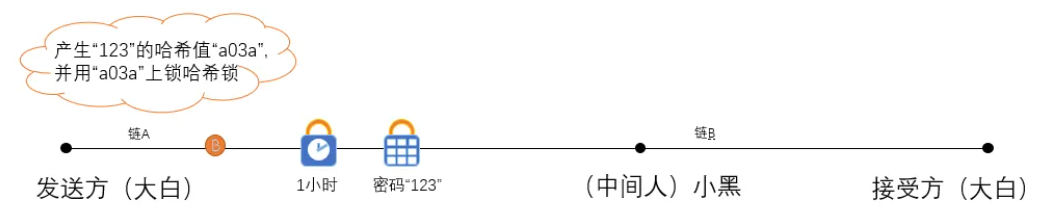 产生“123”的哈希值“a03a”,
并用“a03a”上锁哈希锁
链A
链B
B
1小时
密码“123”
发送方（大白）
（中间人）小黑
接受方（大白）